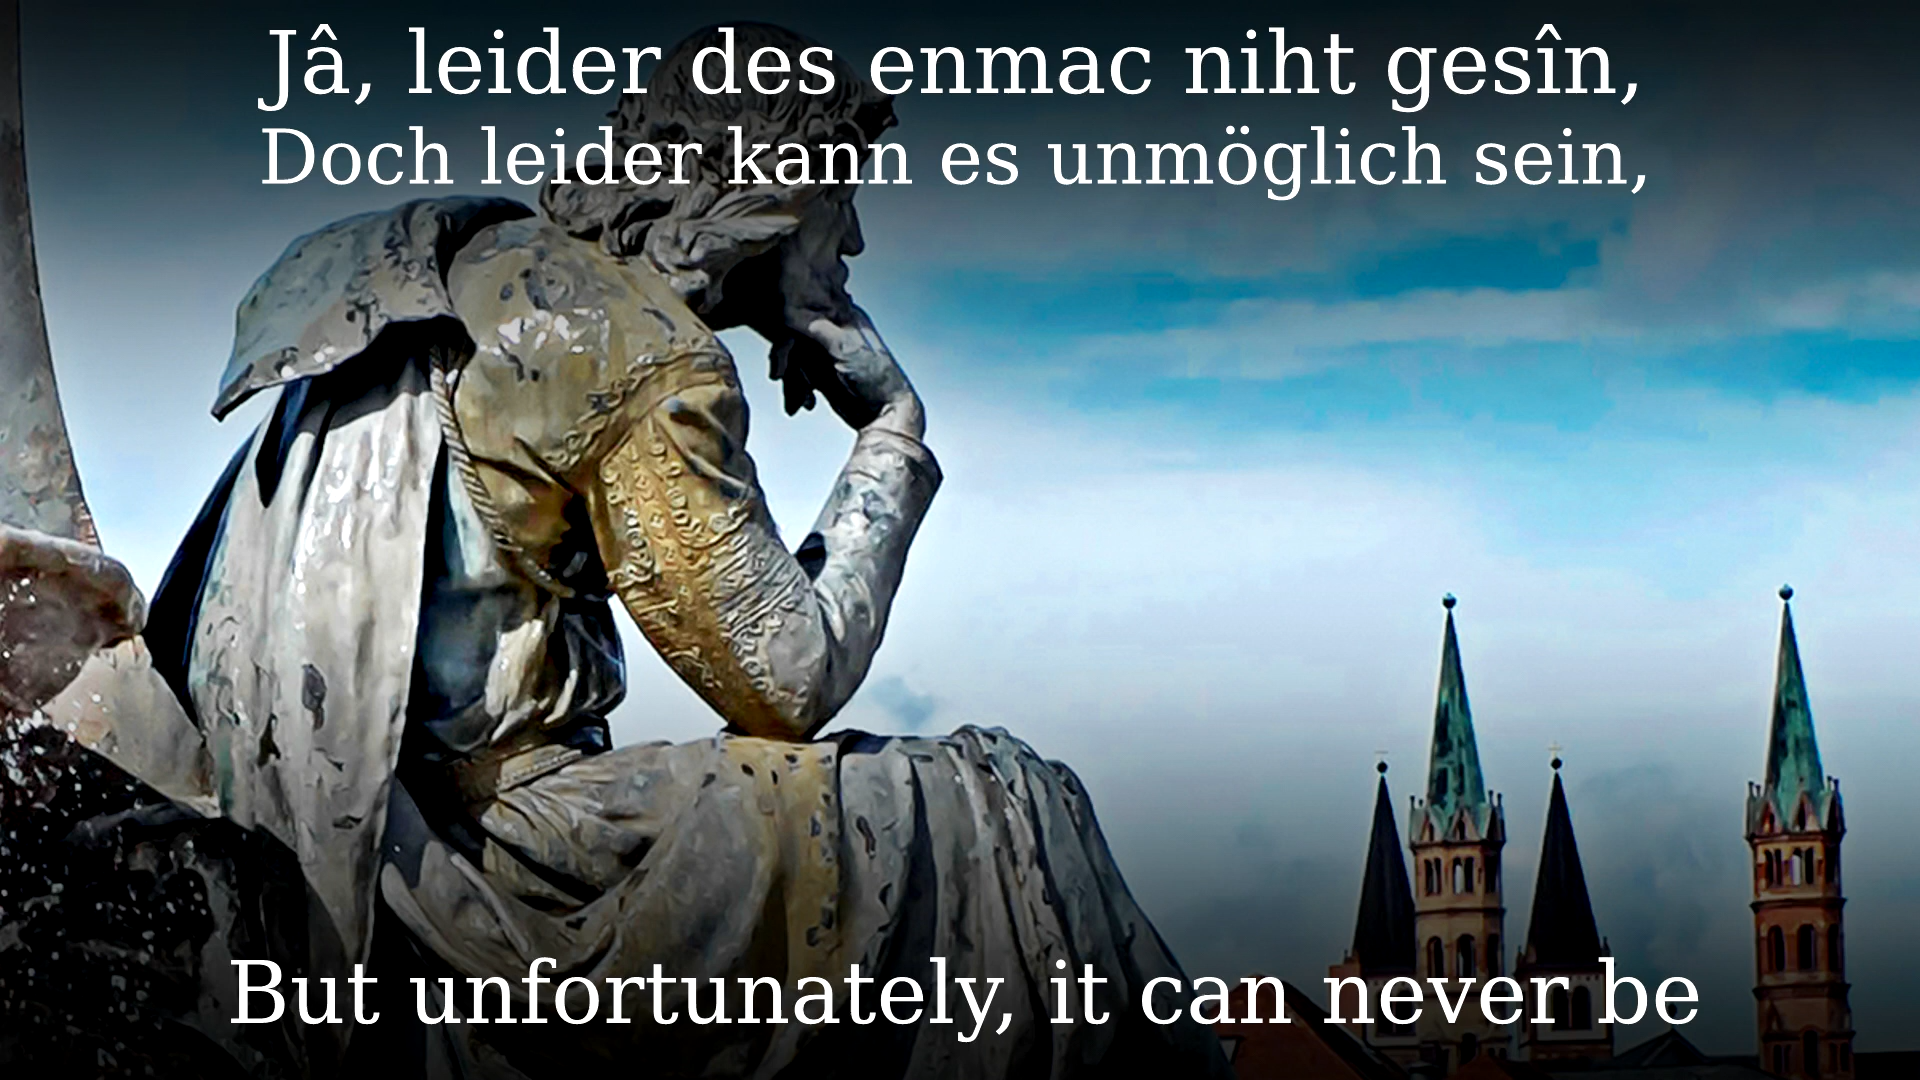 Jâ, leider des enmac niht gesîn,
Doch leider kann es unmöglich sein,
But unfortunately, it can never be